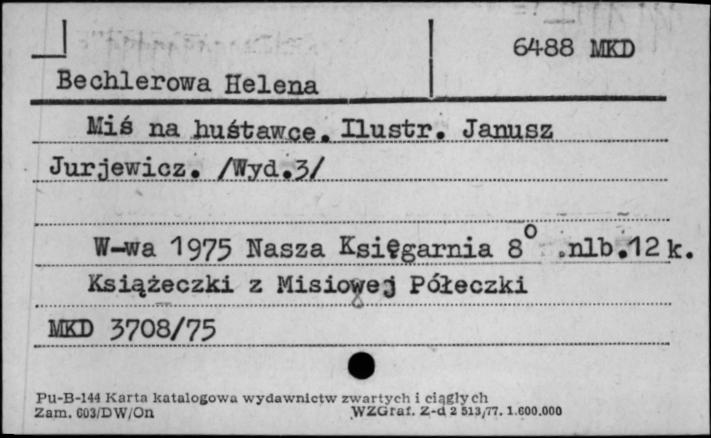 6488 MKD
Bechlerowa Helena
Miś na huśtawce. Ilustr. Janusz
Jurjewicz. /Wyd.3/
W-wa 1975 Nasza Księgarnia 8° .nlb.12 k.
Książeczki z Misiowej Półeczki
MKD 3708/75
Pu-B-144 Karta katalogowa wydawnictw zwartych i ciągłych
Zam. 603/DW/On WZGraf. Z-d 2 513/77. 1.600.000